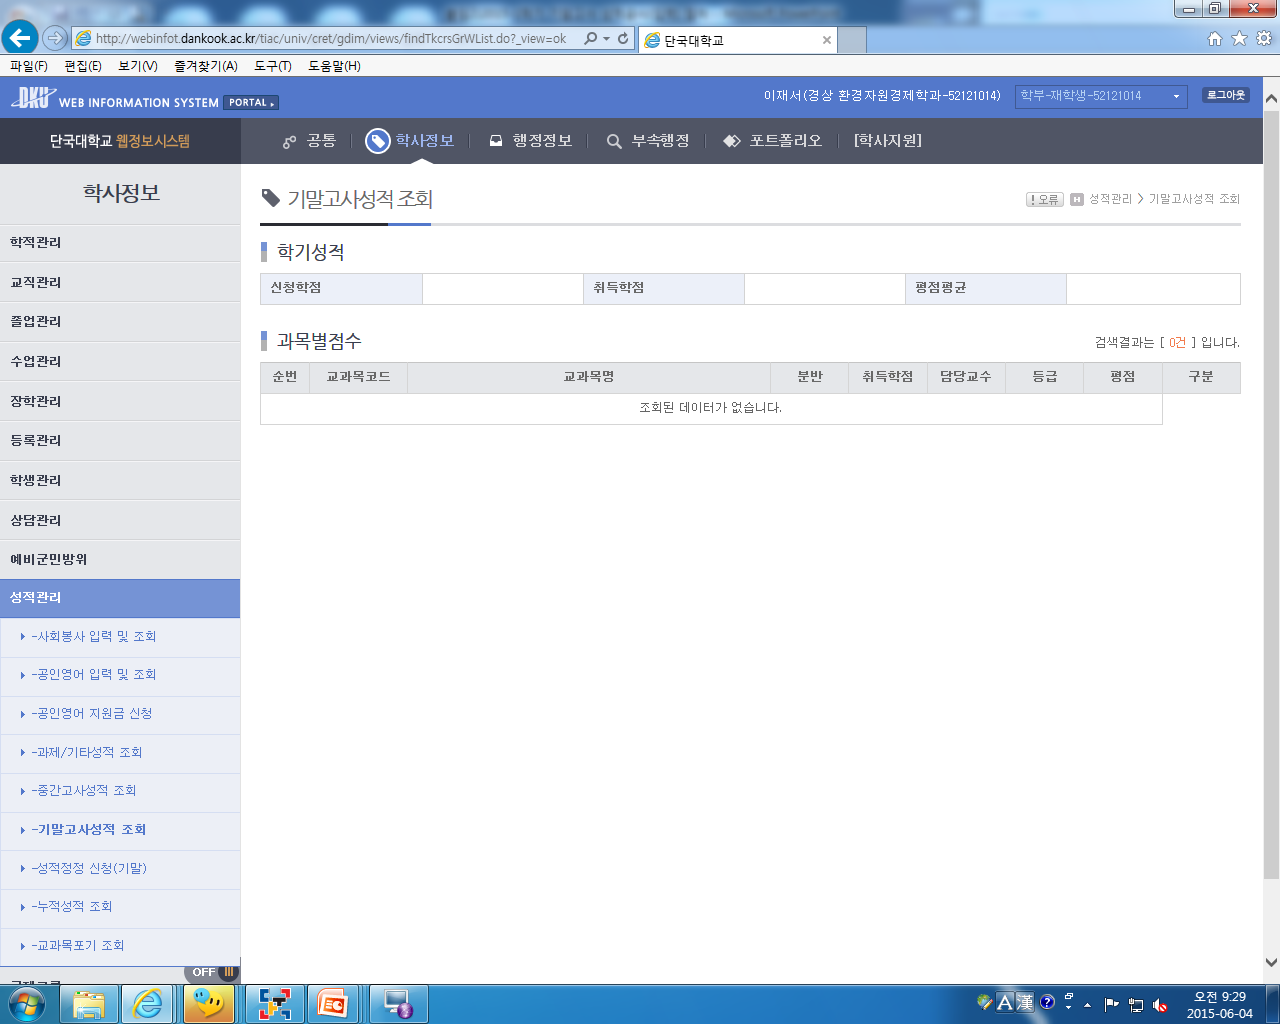 http://webinfot.dankook.ac.kr/tiac/univ/cret/gdim/views/findTkcrsGrWList.do?_view=ok
단국대학교
파일(F) 편집(E) 보기(V) 즐겨찾기(A) 도구(T) 도움말(H)
DKU WEB INFORMATION SYSTEM PORTAL
이재서(경상 환경자원경제학과-52121014) 학부-재학생-52121014 로그아웃
단국대학교 웹정보시스템
공통 학사정보 행정정보 부속행정 포트폴리오 [학사지원]
학사정보
학적관리
교직관리
졸업관리
수업관리
장학관리
등록관리
학생관리
상담관리
예비군민방위
성적관리
-사회봉사 입력 및 조회
-공인영어 입력 및 조회
-공인영어 지원금 신청
-과제/기타성적 조회
-중간고사성적 조회
-기말고사성적 조회
-성적정정 신청(기말)
-누적성적 조회
-교과목포기 조회
OFF
기말고사성적 조회
! 오류 H 성적관리 > 기말고사성적 조회
학기성적
신청학점 취득학점 평점평균
과목별점수
검색결과는 [ 0건 ] 입니다.
순번 교과목코드 교과목명 분반 취득학점 담당교수 등급 평점 구분
조회된 데이터가 없습니다.
A 漢
오전 9:29
2015-06-04